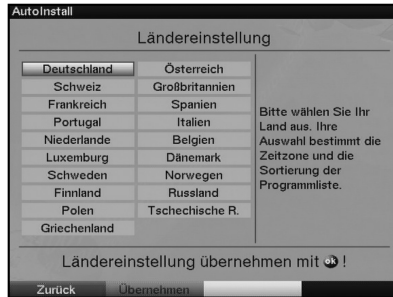 AutoInstall
Ländereinstellung
Deutschland Österreich
Schweiz Großbritannien
Frankreich Spanien
Portugal Italien
Niederlande Belgien
Luxemburg Dänemark
Schweden Norwegen
Finnland Russland
Polen Tschechische R.
Griechenland
Bitte wählen Sie Ihr
Land aus. Ihre
Auswahl bestimmt die
Zeitzone und die
Sortierung der
Programmliste.
Ländereinstellung übernehmen mit ok !
Zurück Übernehmen